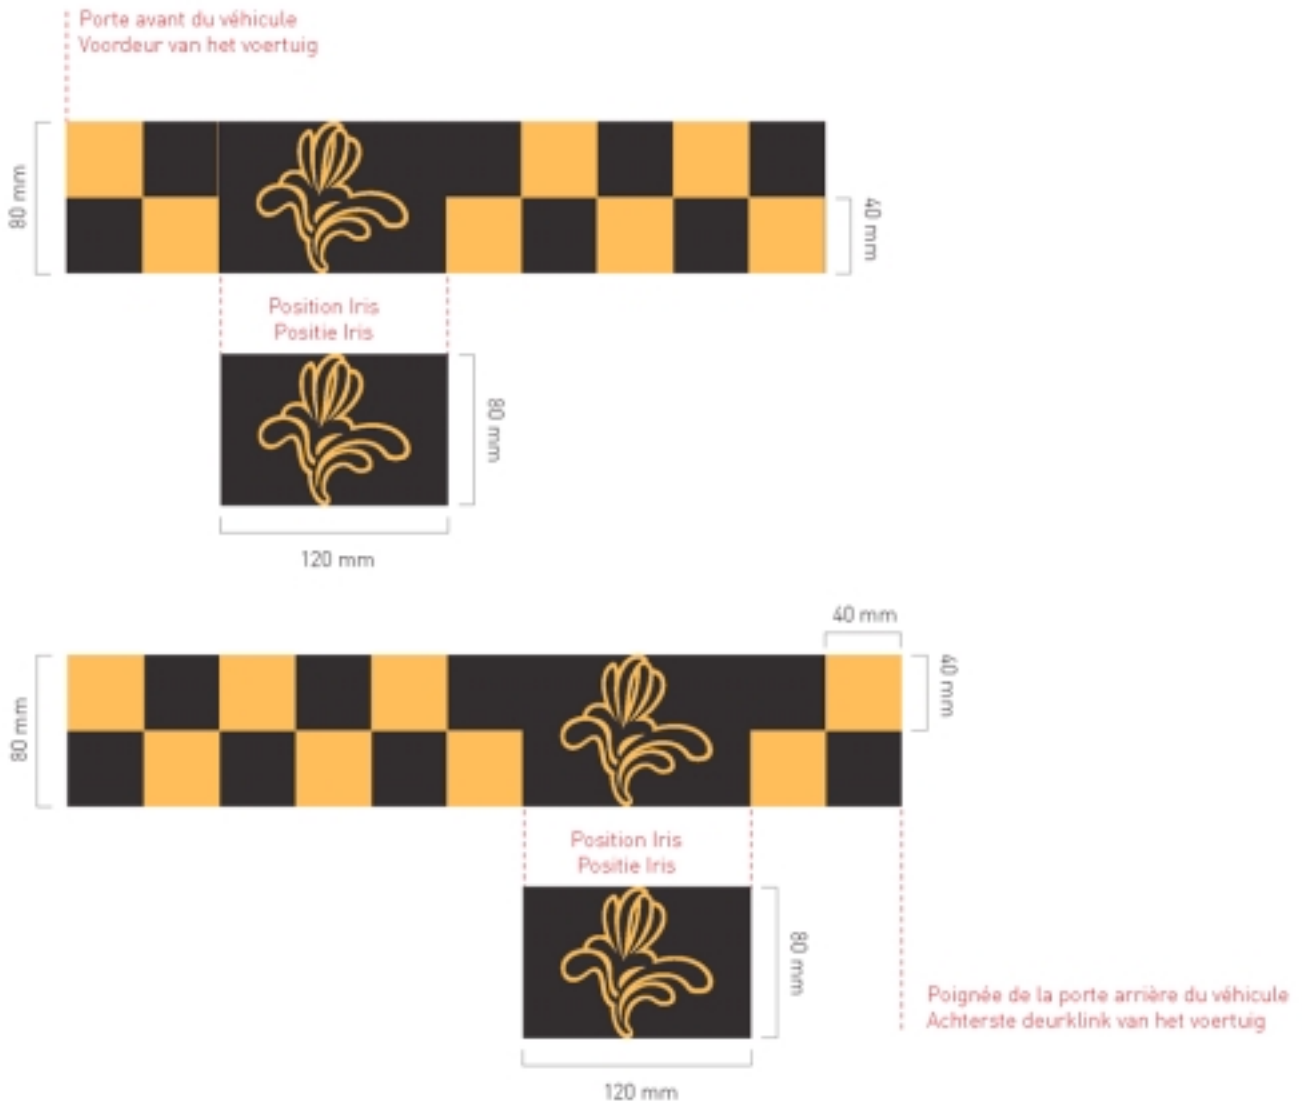 Porte avant du véhicule
Voordeur van het voertuig
80 mm
40 mm
Position Iris
Positie Iris
80 mm
120 mm
40 mm
80 mm
40 mm
Position Iris
Positie Iris
80 mm
Poignée de la porte arrière du véhicule
Achterste deurklink van het voertuig
120 mm